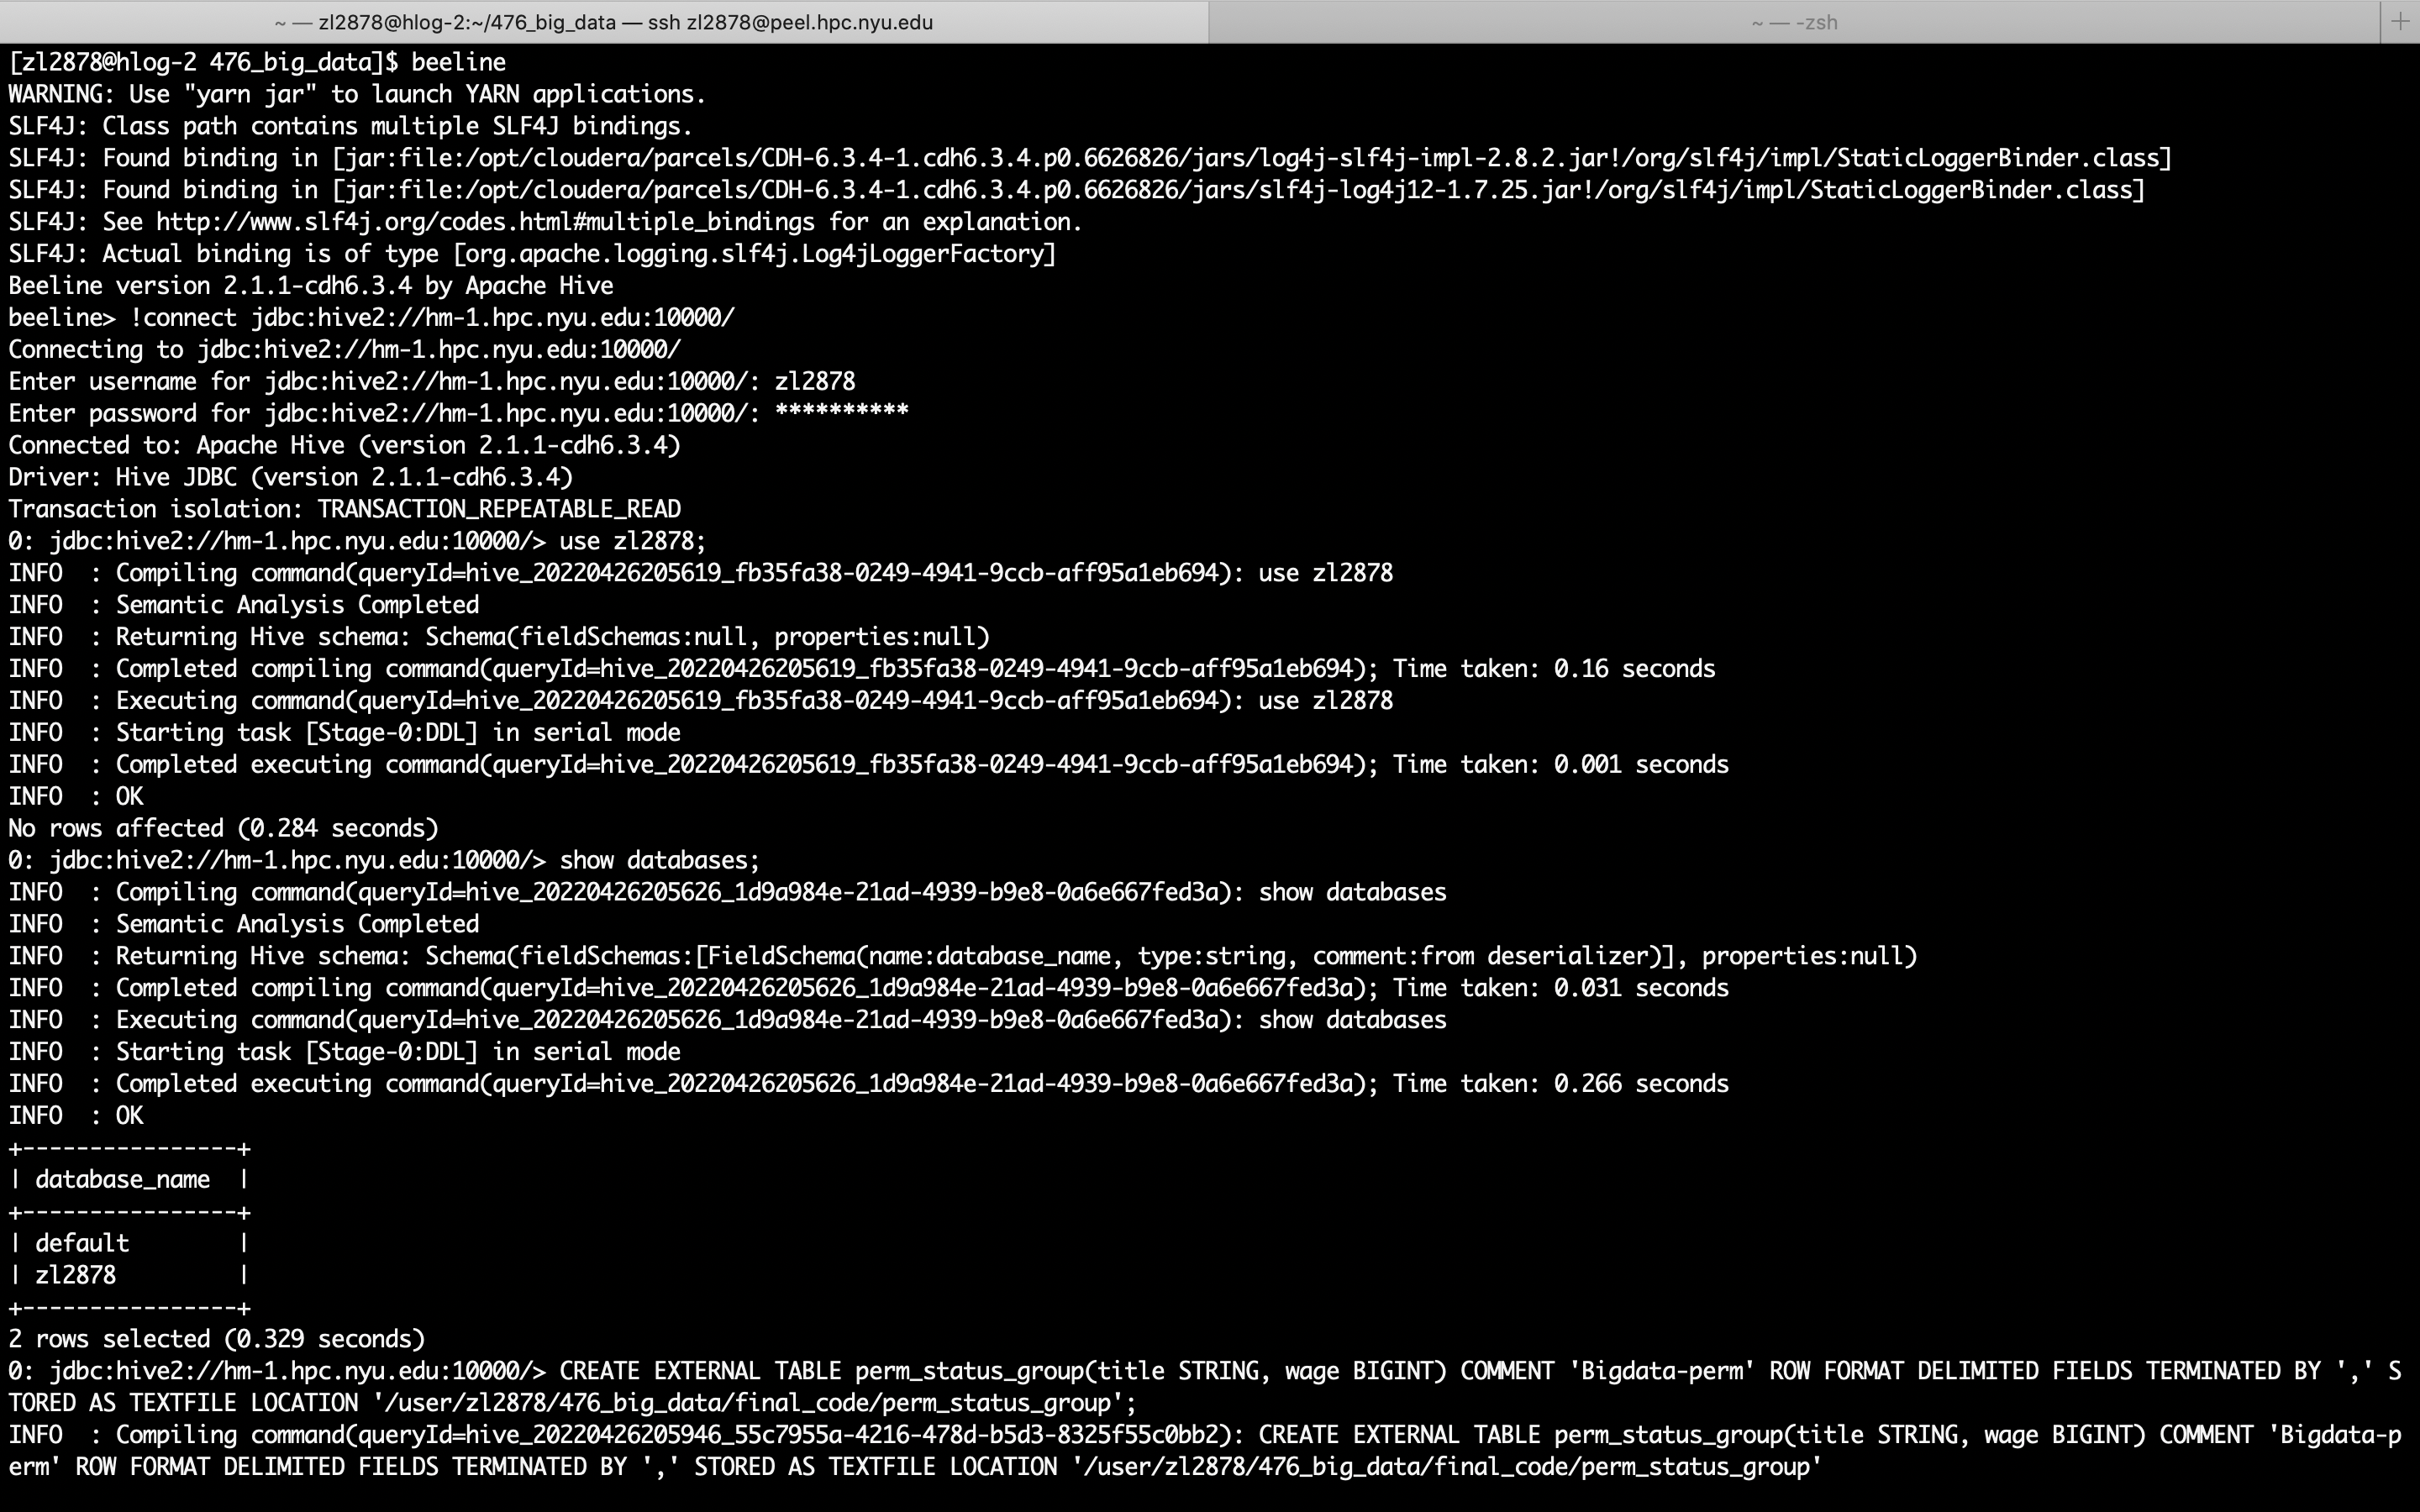 ~ — zl2878@hlog-2:~/476_big_data — ssh zl2878@peel.hpc.nyu.edu
~ — -zsh
[zl2878@hlog-2 476_big_data]$ beeline
WARNING: Use "yarn jar" to launch YARN applications.
SLF4J: Class path contains multiple SLF4J bindings.
SLF4J: Found binding in [jar:file:/opt/cloudera/parcels/CDH-6.3.4-1.cdh6.3.4.p0.6626826/jars/log4j-slf4j-impl-2.8.2.jar!/org/slf4j/impl/StaticLoggerBinder.class]
SLF4J: Found binding in [jar:file:/opt/cloudera/parcels/CDH-6.3.4-1.cdh6.3.4.p0.6626826/jars/slf4j-log4j12-1.7.25.jar!/org/slf4j/impl/StaticLoggerBinder.class]
SLF4J: See http://www.slf4j.org/codes.html#multiple_bindings for an explanation.
SLF4J: Actual binding is of type [org.apache.logging.slf4j.Log4jLoggerFactory]
Beeline version 2.1.1-cdh6.3.4 by Apache Hive
beeline> !connect jdbc:hive2://hm-1.hpc.nyu.edu:10000/
Connecting to jdbc:hive2://hm-1.hpc.nyu.edu:10000/
Enter username for jdbc:hive2://hm-1.hpc.nyu.edu:10000/: zl2878
Enter password for jdbc:hive2://hm-1.hpc.nyu.edu:10000/: **********
Connected to: Apache Hive (version 2.1.1-cdh6.3.4)
Driver: Hive JDBC (version 2.1.1-cdh6.3.4)
Transaction isolation: TRANSACTION_REPEATABLE_READ
0: jdbc:hive2://hm-1.hpc.nyu.edu:10000/> use zl2878;
INFO  : Compiling command(queryId=hive_20220426205619_fb35fa38-0249-4941-9ccb-aff95a1eb694): use zl2878
INFO  : Semantic Analysis Completed
INFO  : Returning Hive schema: Schema(fieldSchemas:null, properties:null)
INFO  : Completed compiling command(queryId=hive_20220426205619_fb35fa38-0249-4941-9ccb-aff95a1eb694); Time taken: 0.16 seconds
INFO  : Executing command(queryId=hive_20220426205619_fb35fa38-0249-4941-9ccb-aff95a1eb694): use zl2878
INFO  : Starting task [Stage-0:DDL] in serial mode
INFO  : Completed executing command(queryId=hive_20220426205619_fb35fa38-0249-4941-9ccb-aff95a1eb694); Time taken: 0.001 seconds
INFO  : OK
No rows affected (0.284 seconds)
0: jdbc:hive2://hm-1.hpc.nyu.edu:10000/> show databases;
INFO  : Compiling command(queryId=hive_20220426205626_1d9a984e-21ad-4939-b9e8-0a6e667fed3a): show databases
INFO  : Semantic Analysis Completed
INFO  : Returning Hive schema: Schema(fieldSchemas:[FieldSchema(name:database_name, type:string, comment:from deserializer)], properties:null)
INFO  : Completed compiling command(queryId=hive_20220426205626_1d9a984e-21ad-4939-b9e8-0a6e667fed3a); Time taken: 0.031 seconds
INFO  : Executing command(queryId=hive_20220426205626_1d9a984e-21ad-4939-b9e8-0a6e667fed3a): show databases
INFO  : Starting task [Stage-0:DDL] in serial mode
INFO  : Completed executing command(queryId=hive_20220426205626_1d9a984e-21ad-4939-b9e8-0a6e667fed3a); Time taken: 0.266 seconds
INFO  : OK
+----------------+
| database_name  |
+----------------+
| default        |
| zl2878         |
+----------------+
2 rows selected (0.329 seconds)
0: jdbc:hive2://hm-1.hpc.nyu.edu:10000/> CREATE EXTERNAL TABLE perm_status_group(title STRING, wage BIGINT) COMMENT 'Bigdata-perm' ROW FORMAT DELIMITED FIELDS TERMINATED BY ',' S
TORED AS TEXTFILE LOCATION '/user/zl2878/476_big_data/final_code/perm_status_group';
INFO  : Compiling command(queryId=hive_20220426205946_55c7955a-4216-478d-b5d3-8325f55c0bb2): CREATE EXTERNAL TABLE perm_status_group(title STRING, wage BIGINT) COMMENT 'Bigdata-p
erm' ROW FORMAT DELIMITED FIELDS TERMINATED BY ',' STORED AS TEXTFILE LOCATION '/user/zl2878/476_big_data/final_code/perm_status_group'